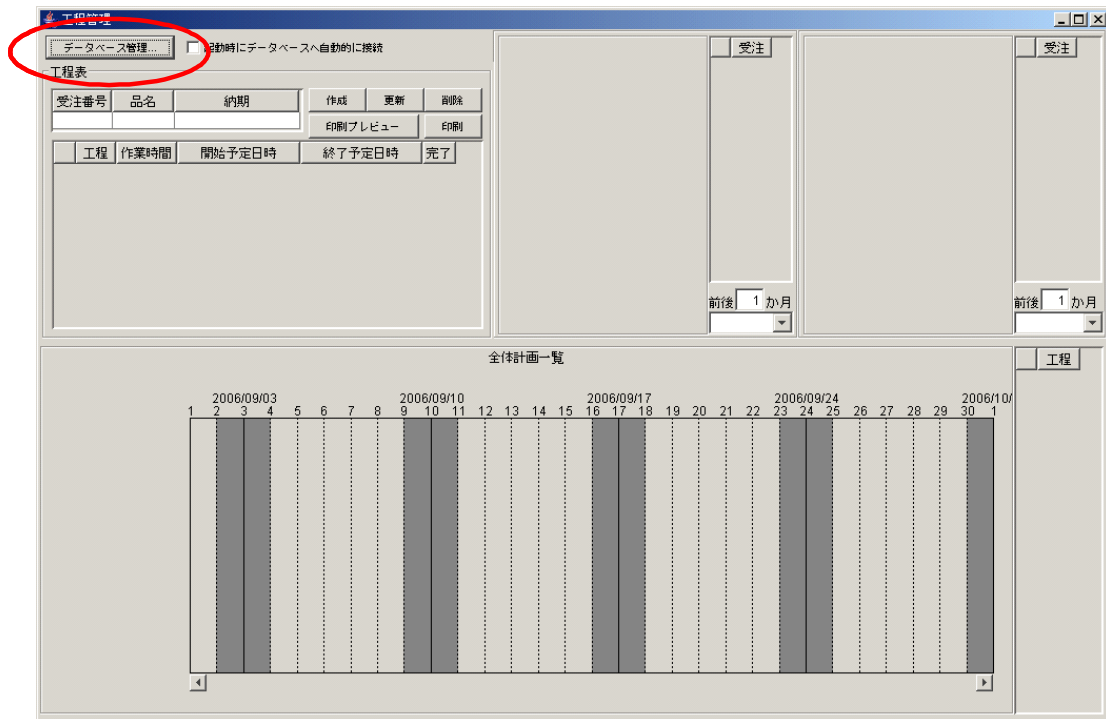 工程管理
データベース管理...
起動時にデータベースへ自動的に接続
工程表
受注番号 品名 納期
作成 更新 削除
印刷プレビュー 印刷
工程 作業時間 開始予定日時 終了予定日時 完了
受注
前後 1 か月
受注
前後 1 か月
全体計画一覧
工程
2006/09/03 2006/09/10 2006/09/17 2006/09/24 2006/10/
1 2 3 4 5 6 7 8 9 10 11 12 13 14 15 16 17 18 19 20 21 22 23 24 25 26 27 28 29 30 1